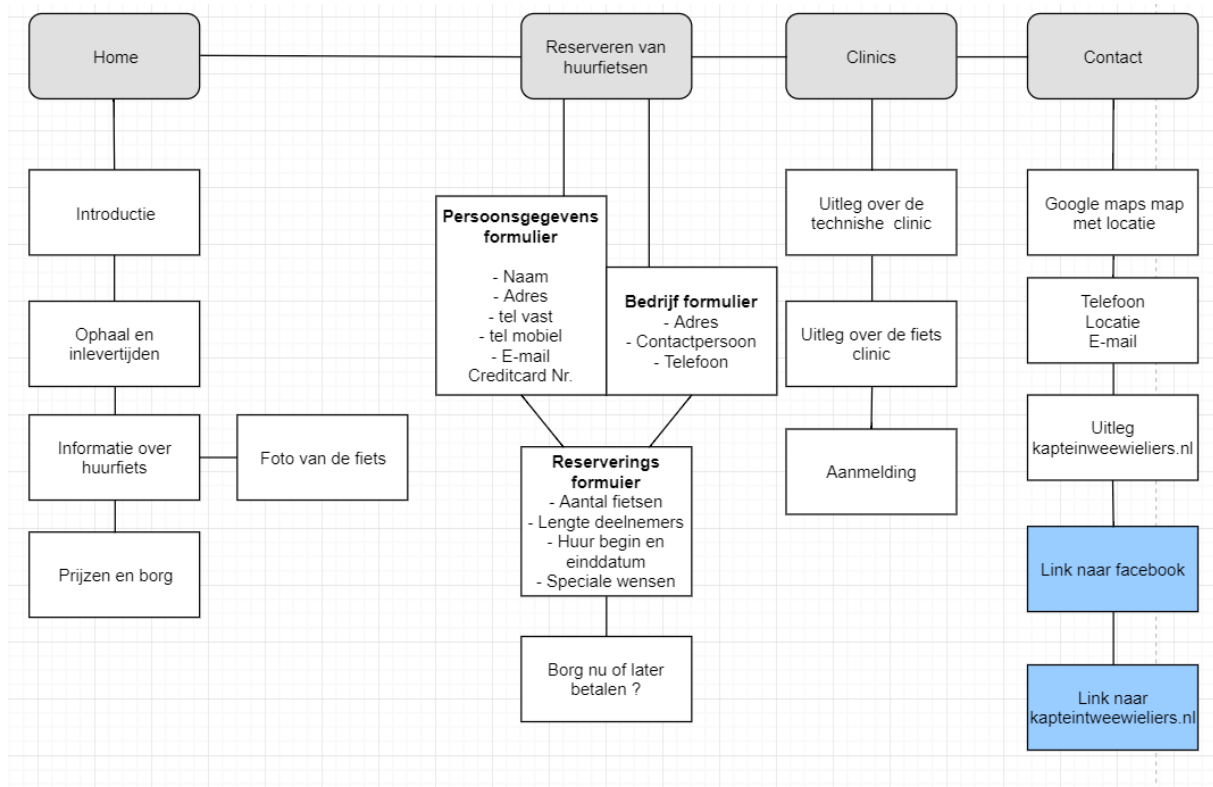 Home
Reserveren van
huurfietsen
Clinics
Contact
Introductie
Ophaal en
inlevertijden
Informatie over
huurfiets
Foto van de fiets
Prijzen en borg
Persoonsgegevens
formulier
- Naam
- Adres
- tel vast
- tel mobiel
- E-mail
Creditcard Nr.
Bedrijf formulier
- Adres
- Contactpersoon
- Telefoon
Reserverings
formuier
- Aantal fietsen
- Lengte deelnemers
- Huur begin en
einddatum
- Speciale wensen
Borg nu of later
betalen ?
Uitleg over de
technishe clinic
Uitleg over de fiets
clinic
Aanmelding
Google maps map
met locatie
Telefoon
Locatie
E-mail
Uitleg
kapteinweewieliers.nl
Link naar facebook
Link naar
kapteintweewieliers.nl